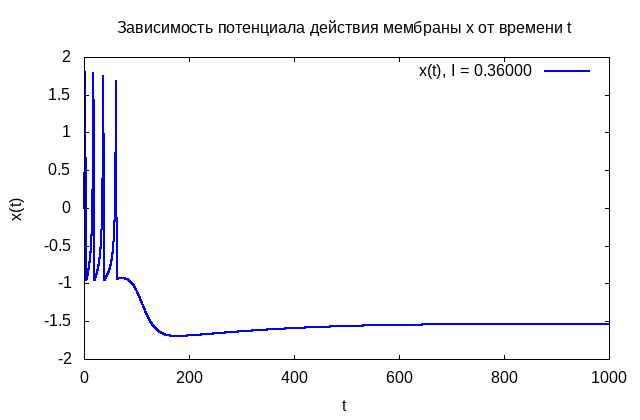 Зависимость потенциала действия мембраны x от времени t
x(t), I = 0.36000
2
1.5
1
0.5
0
-0.5
-1
-1.5
-2
x(t)
0 200 400 600 800 1000
t